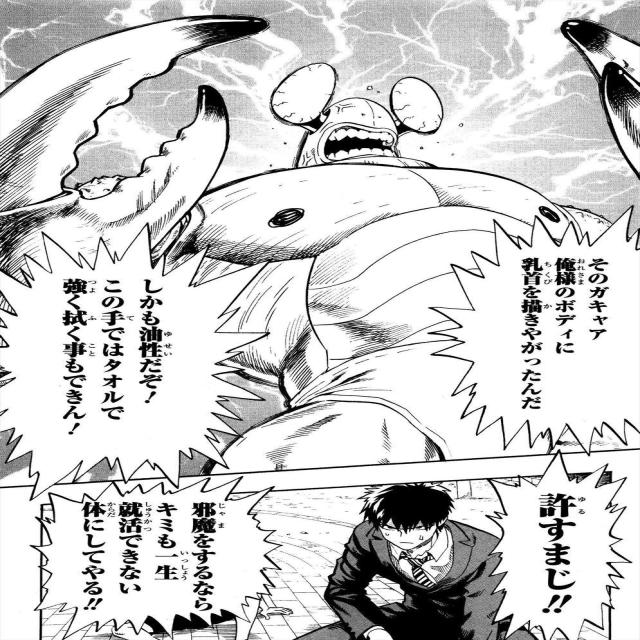 そのガキャア
俺様のボディに
乳首を描きやがったんだ
しかも油性だぞ!
この手ではタオルで
強く拭く事もできん!
許すまじ!!
邪魔をするなら
キミも一生
就活できない
体にしてやる!!